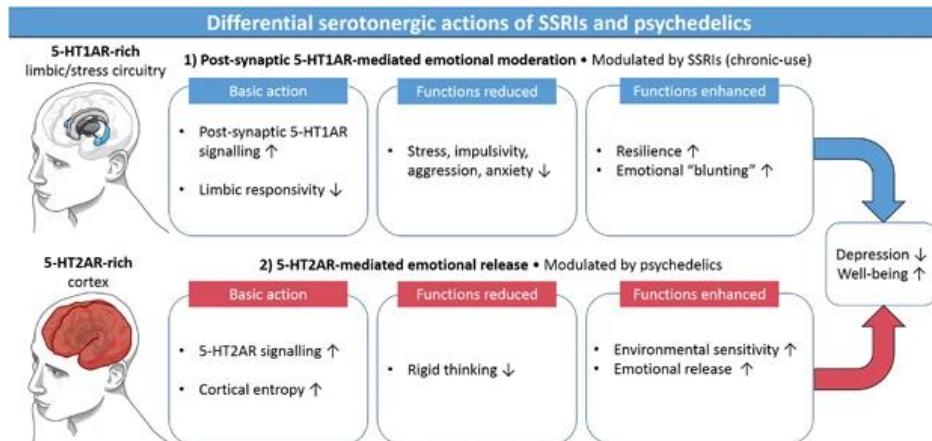 Differential serotonergic actions of SSRIs and psychedelics
5-HT1AR-rich
limbic/stress circuitry
1) Post-synaptic 5-HT1AR-mediated emotional moderation • Modulated by SSRIs (chronic-use)
Basic action
• Post-synaptic 5-HT1AR
signalling ↑
• Limbic responsivity ↓
Functions reduced
• Stress, impulsivity,
aggression, anxiety ↓
Functions enhanced
• Resilience ↑
• Emotional "blunting" ↑
5-HT2AR-rich
cortex
2) 5-HT2AR-mediated emotional release • Modulated by psychedelics
Basic action
• 5-HT2AR signalling ↑
• Cortical entropy ↑
Functions reduced
• Rigid thinking ↓
Functions enhanced
• Environmental sensitivity ↑
• Emotional release ↑
Depression ↓
Well-being ↑